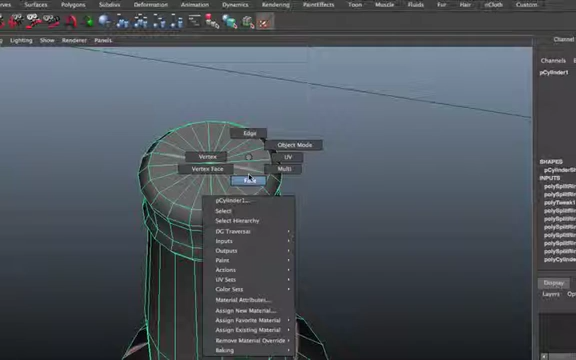 Surfaces Polygons Subdivs Deformation Animation Dynamics Rendering PaintEffects Toon Muscle Fluids Fur Hair nCloth Custom
Lighting Show Renderer Panels
Channels
pCylinder1
Edge
Object Mode
Vertex UV
Vertex Face Multi
pCylinder1...
Select
Select Hierarchy
DG Traversal
Inputs
Outputs
Paint
Actions
UV Sets
Color Sets
Material Attributes...
Assign New Material...
Assign Favorite Material
Assign Existing Material
Remove Material Override
Baking
SHAPES
INPUTS
Display
Layers